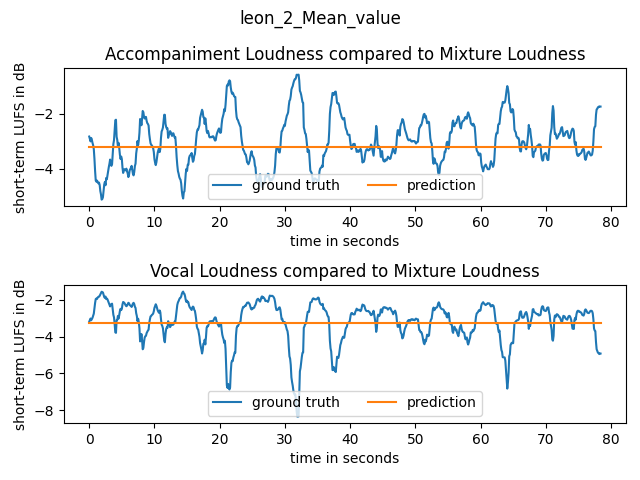 leon_2_Mean_value
Accompaniment Loudness compared to Mixture Loudness
short-term LUFS in dB
−2
−4
ground truth
prediction
0 10 20 30 40 50 60 70 80
time in seconds
Vocal Loudness compared to Mixture Loudness
short-term LUFS in dB
−2
−4
−6
−8
ground truth
prediction
0 10 20 30 40 50 60 70 80
time in seconds